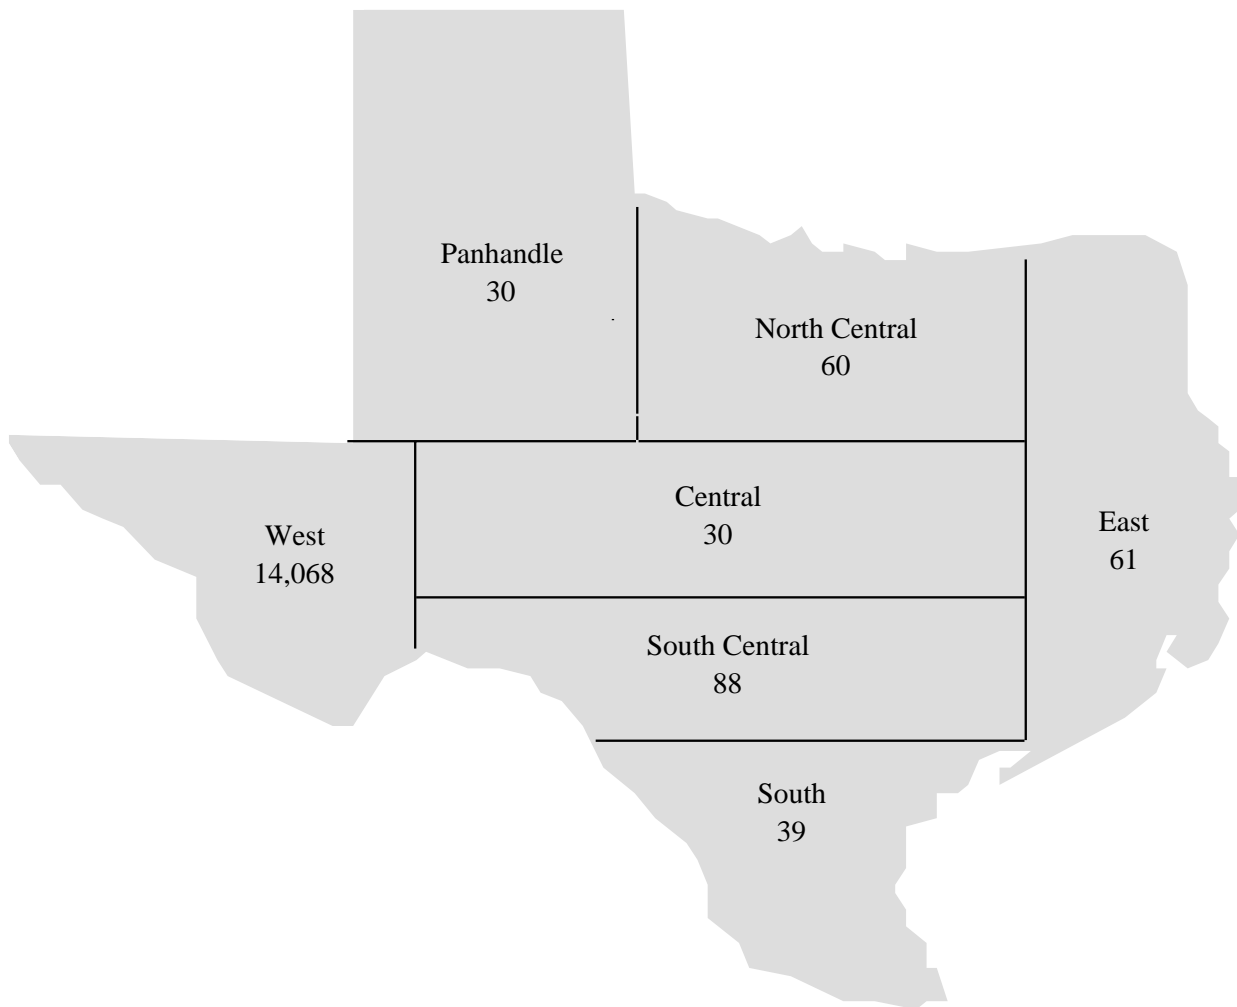 Panhandle
30
North Central
60
Central
30
West
14,068
East
61
South Central
88
South
39